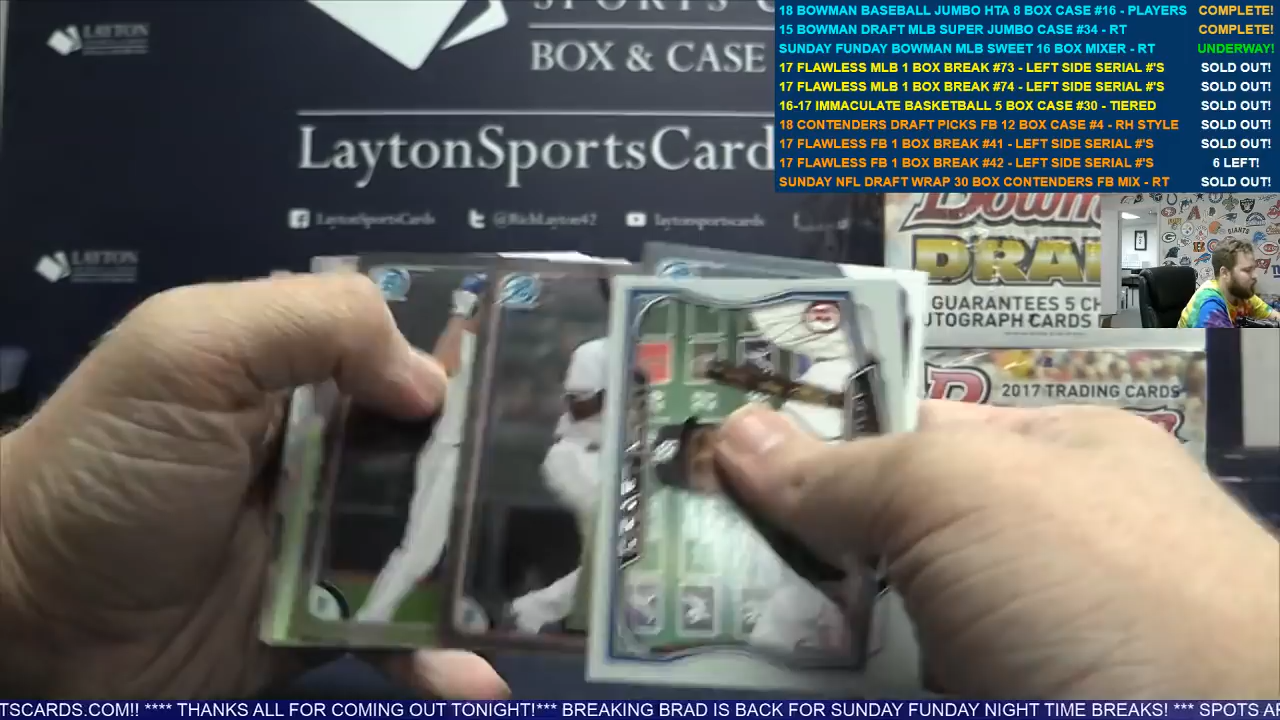 LAYTON
SPORTS
BOX & CASE
LaytonSportsCard
LaytonSportsCards
@RichLayton42
laytonsportscards
LAYTON
18 BOWMAN BASEBALL JUMBO HTA 8 BOX CASE #16 - PLAYERS COMPLETE!
15 BOWMAN DRAFT MLB SUPER JUMBO CASE #34 - RT COMPLETE!
SUNDAY FUNDAY BOWMAN MLB SWEET 16 BOX MIXER - RT UNDERWAY!
17 FLAWLESS MLB 1 BOX BREAK #73 - LEFT SIDE SERIAL #'S SOLD OUT!
17 FLAWLESS MLB 1 BOX BREAK #74 - LEFT SIDE SERIAL #'S SOLD OUT!
16-17 IMMACULATE BASKETBALL 5 BOX CASE #30 - TIERED SOLD OUT!
18 CONTENDERS DRAFT PICKS FB 12 BOX CASE #4 - RH STYLE SOLD OUT!
17 FLAWLESS FB 1 BOX BREAK #41 - LEFT SIDE SERIAL #'S SOLD OUT!
17 FLAWLESS FB 1 BOX BREAK #42 - LEFT SIDE SERIAL #'S 6 LEFT!
SUNDAY NFL DRAFT WRAP 30 BOX CONTENDERS FB MIX - RT SOLD OUT!
Bowm
DRA
GUARANTEES 5 CH
UTOGRAPH CARDS
2017 TRADING CARDS
TSCARDS.COM!! **** THANKS ALL FOR COMING OUT TONIGHT!*** BREAKING BRAD IS BACK FOR SUNDAY FUNDAY NIGHT TIME BREAKS! *** SPOTS AR